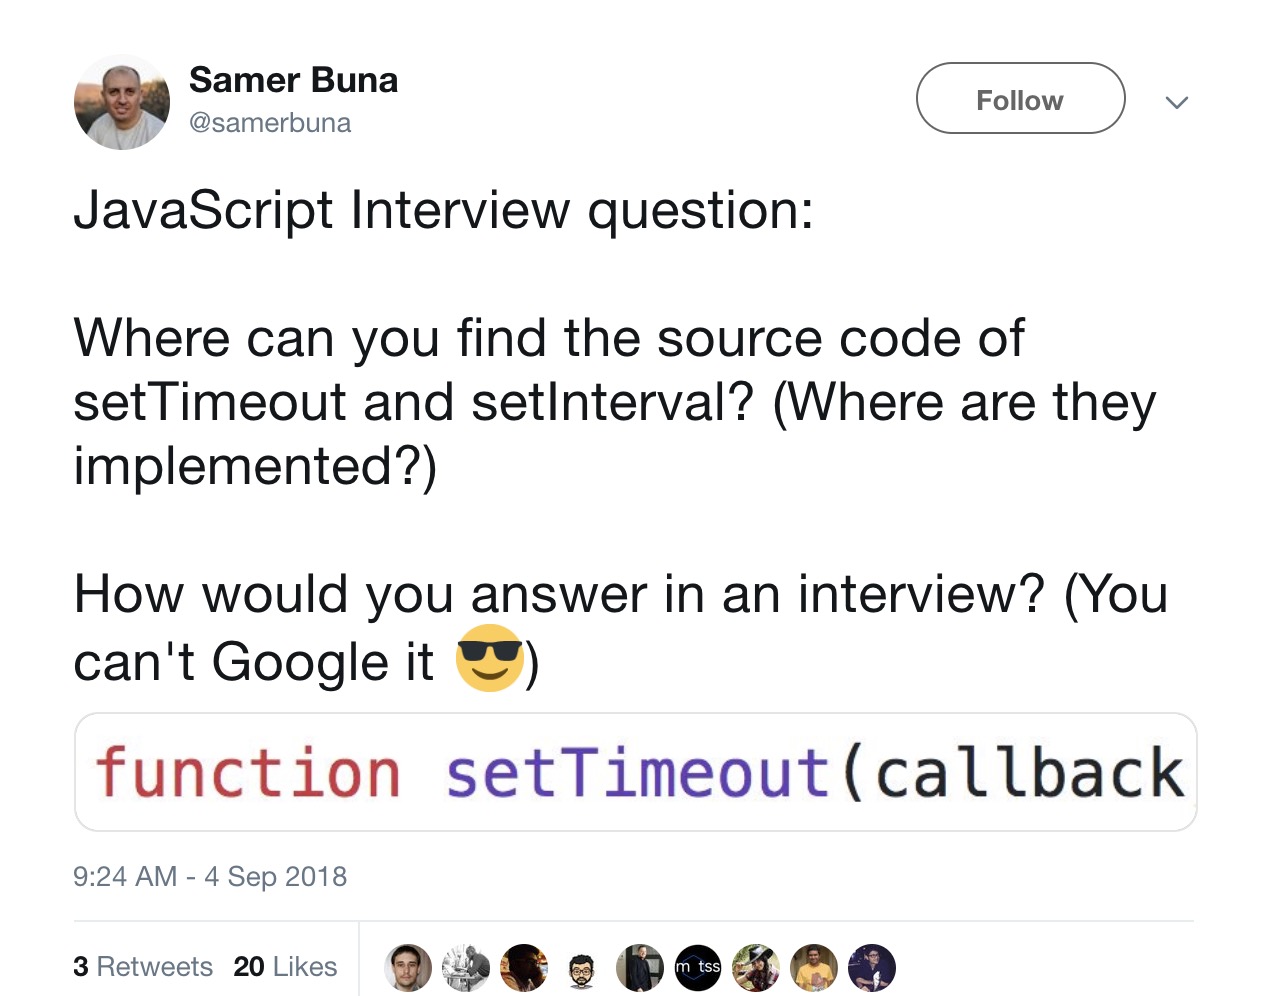 Samer Buna
@samerbuna
Follow
JavaScript Interview question:
Where can you find the source code of
setTimeout and setInterval? (Where are they
implemented?)
How would you answer in an interview? (You
can't Google it 😎)
function setTimeout(callback
9:24 AM - 4 Sep 2018
3 Retweets 20 Likes
m tss